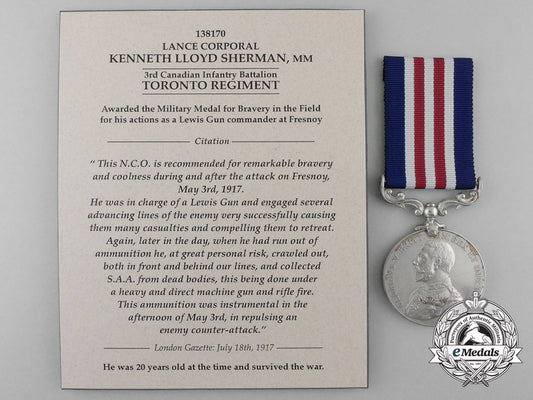 138170
LANCE CORPORAL
KENNETH LLOYD SHERMAN, MM
3rd Canadian Infantry Battalion
TORONTO REGIMENT
Awarded the Military Medal for Bravery in the Field
for his actions as a Lewis Gun commander at Fresnoy
Citation
" This N.C.O. is recommended for remarkable bravery
and coolness during and after the attack on Fresnoy,
May 3rd, 1917.
He was in charge of a Lewis Gun and engaged several
advancing lines of the enemy very successfully causing
them many casualties and compelling them to retreat.
Again, later in the day, when he had run out of
ammunition he, at great personal risk, crawled out,
both in front and behind our lines, and collected
S.A.A. from dead bodies, this being done under
a heavy and direct machine gun and rifle fire.
This ammunition was instrumental in the
afternoon of May 3rd, in repulsing an
enemy counter-attack."
London Gazette: July 18th, 1917
He was 20 years old at the time and survived the war.
eMedals